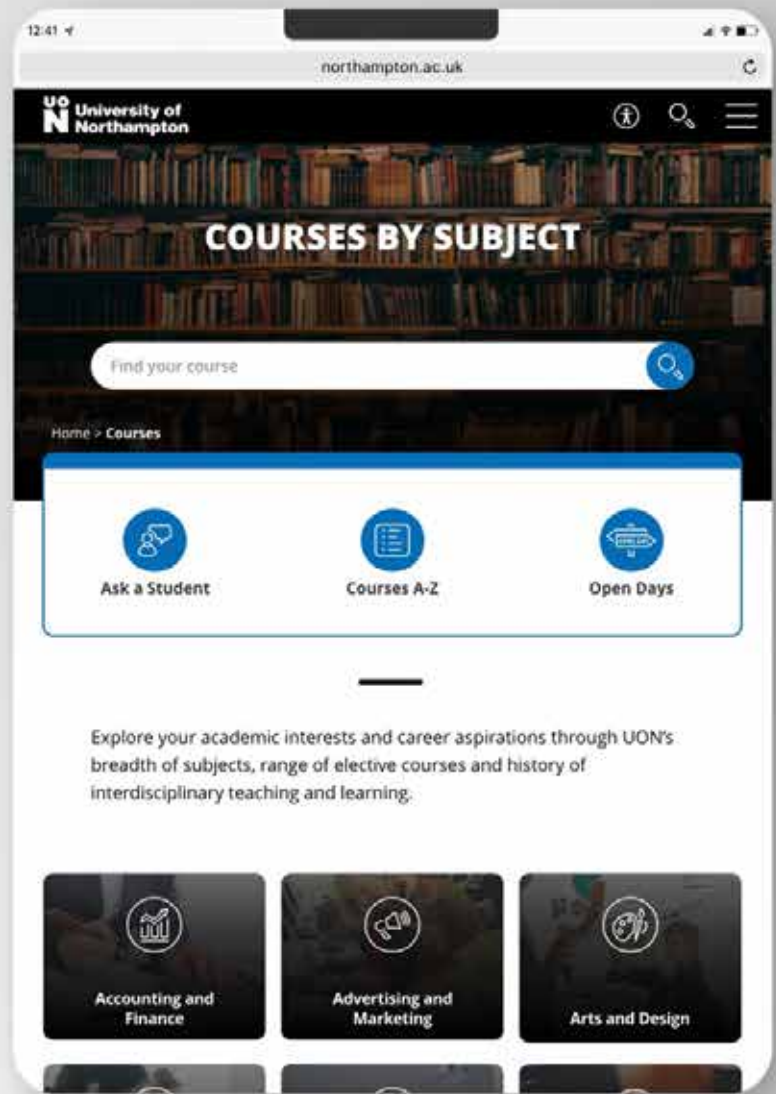 12:41
northampton.ac.uk
UON University of
Northampton
COURSES BY SUBJECT
Find your course
Home > Courses
Ask a Student
Courses A-Z
Open Days
Explore your academic interests and career aspirations through UON's
breadth of subjects, range of elective courses and history of
interdisciplinary teaching and learning.
Accounting and
Finance
Advertising and
Marketing
Arts and Design